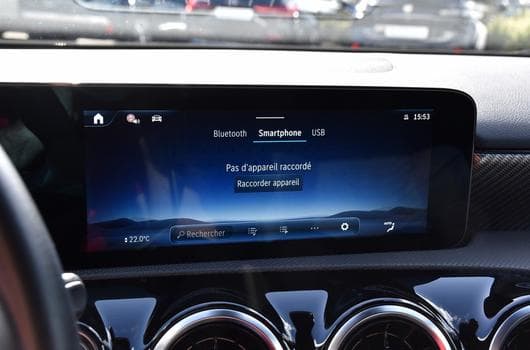 15:53
Bluetooth Smartphone USB
Pas d'appareil raccordé
Raccorder appareil
22.0°C Rechercher ...